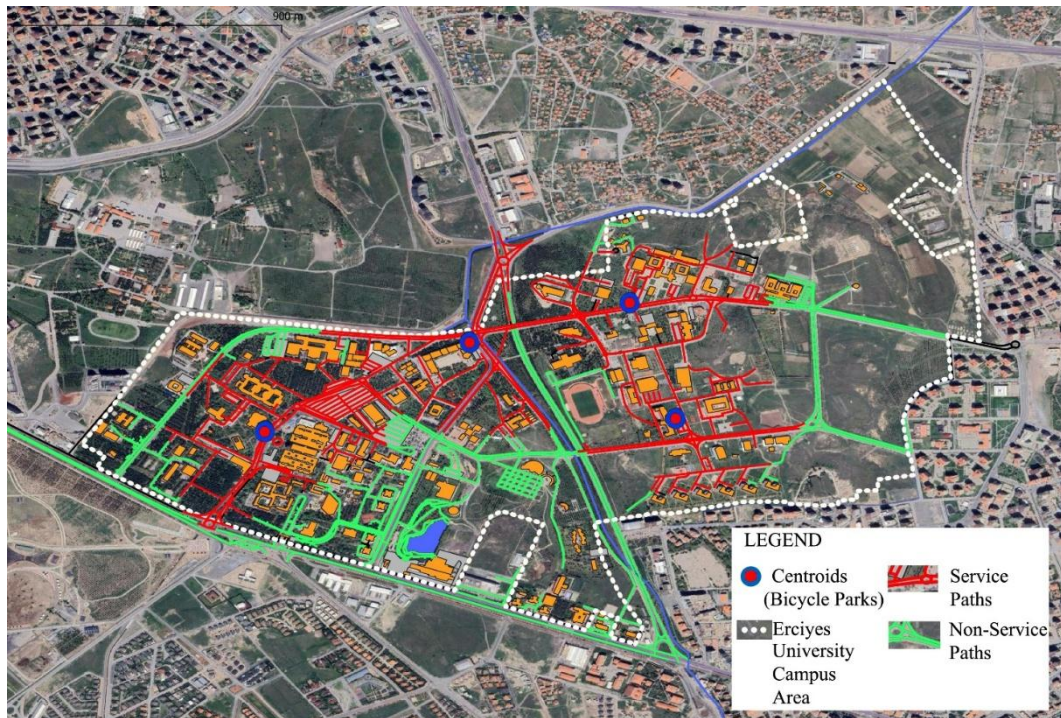 900 m
LEGEND
Centroids
(Bicycle Parks)
Service
Paths
Erciyes
University
Campus
Area
Non-Service
Paths